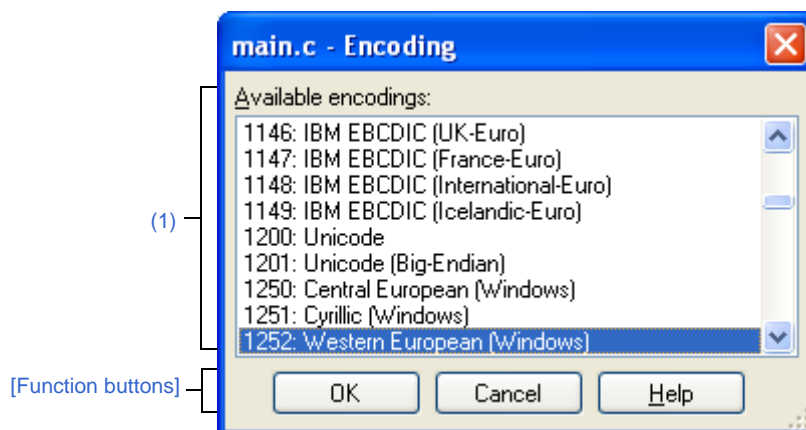 main.c - Encoding
Available encodings:
1146: IBM EBCDIC (UK-Euro)
1147: IBM EBCDIC (France-Euro)
1148: IBM EBCDIC (International-Euro)
1149: IBM EBCDIC (Icelandic-Euro)
1200: Unicode
1201: Unicode (Big-Endian)
1250: Central European (Windows)
1251: Cyrillic (Windows)
1252: Western European (Windows)
(1)
[Function buttons]
OK Cancel Help